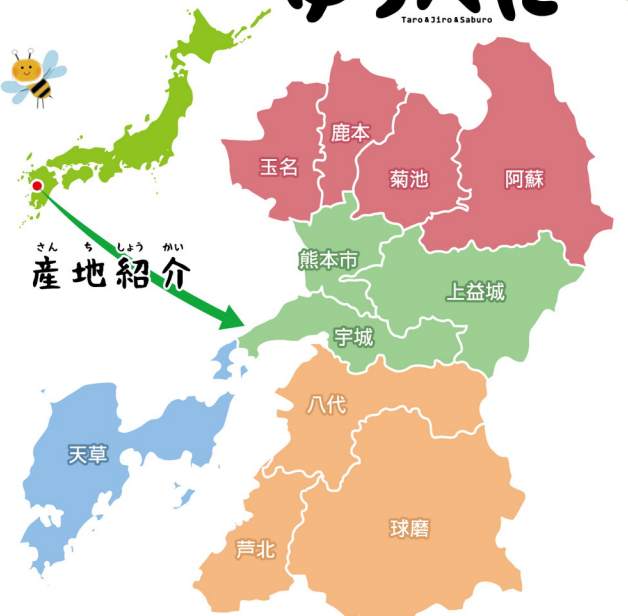 Taro&Jiro&Saburo
鹿本
玉名
菊池
阿蘇
さん ち しょう かい
産地紹介
熊本市
上益城
宇城
八代
天草
球磨
芦北